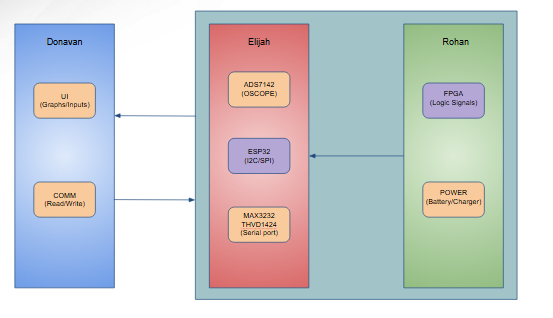 Donavan
UI
(Graphs/Inputs)
COMM
(Read/Write)
Elijah
ADS7142
(OSCOPE)
ESP32
(I2C/SPI)
MAX3232
THVD1424
(Serial port)
Rohan
FPGA
(Logic Signals)
POWER
(Battery/Charger)